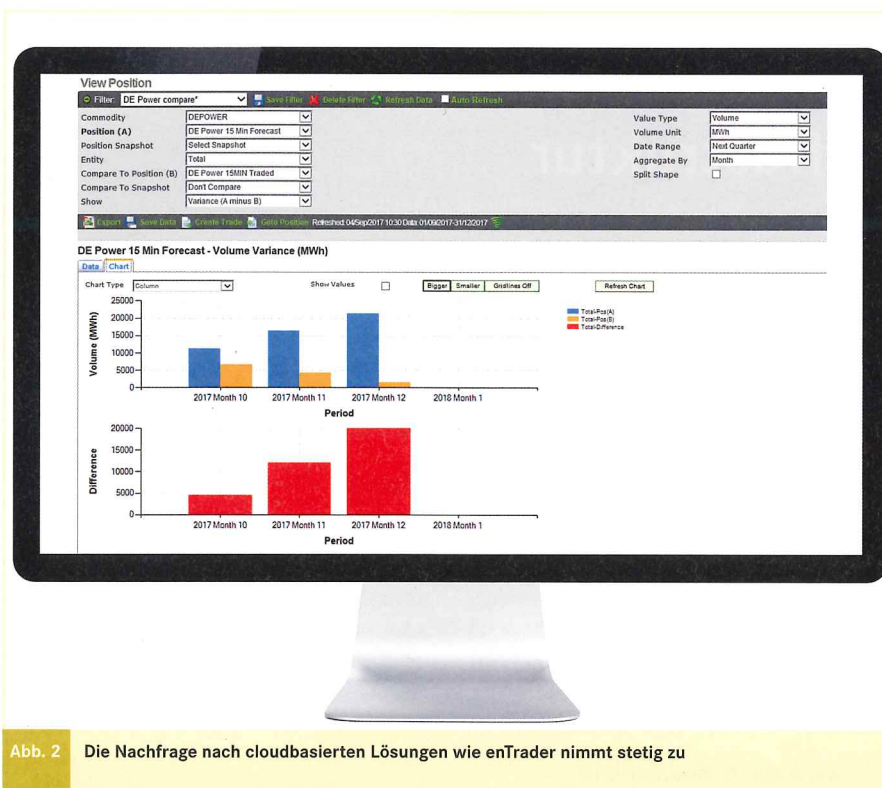 View Position
Filter: DE Power compare* Save Filter Delete Filter Refresh Data Auto Refresh
Commodity DEPOWER Value Type Volume
Position (A) DE Power 15 Min Forecast Volume Unit MWh
Position Snapshot Select Snapshot Date Range Next Quarter
Entity Total Aggregate By Month
Compare To Position (B) DE Power 15MIN Traded Split Shape
Compare To Snapshot Don't Compare
Show Variance (A minus B)
Export Save Data Create Trade Goto Position Refreshed: 04/Sep/2017 10:30 Data: 01/09/2017-31/12/2017
DE Power 15 Min Forecast - Volume Variance (MWh)
Data Chart
Chart Type Column Show Values Bigger Smaller Gridlines Off Refresh Chart
Volume (MWh)
25000
20000
15000
10000
5000
0
2017 Month 10 2017 Month 11 2017 Month 12 2018 Month 1
Period
Total-Pos(A)
Total-Pos(B)
Total-Difference
Difference
20000
15000
10000
5000
0
2017 Month 10 2017 Month 11 2017 Month 12 2018 Month 1
Period
Abb. 2 Die Nachfrage nach cloudbasierten Lösungen wie enTrader nimmt stetig zu